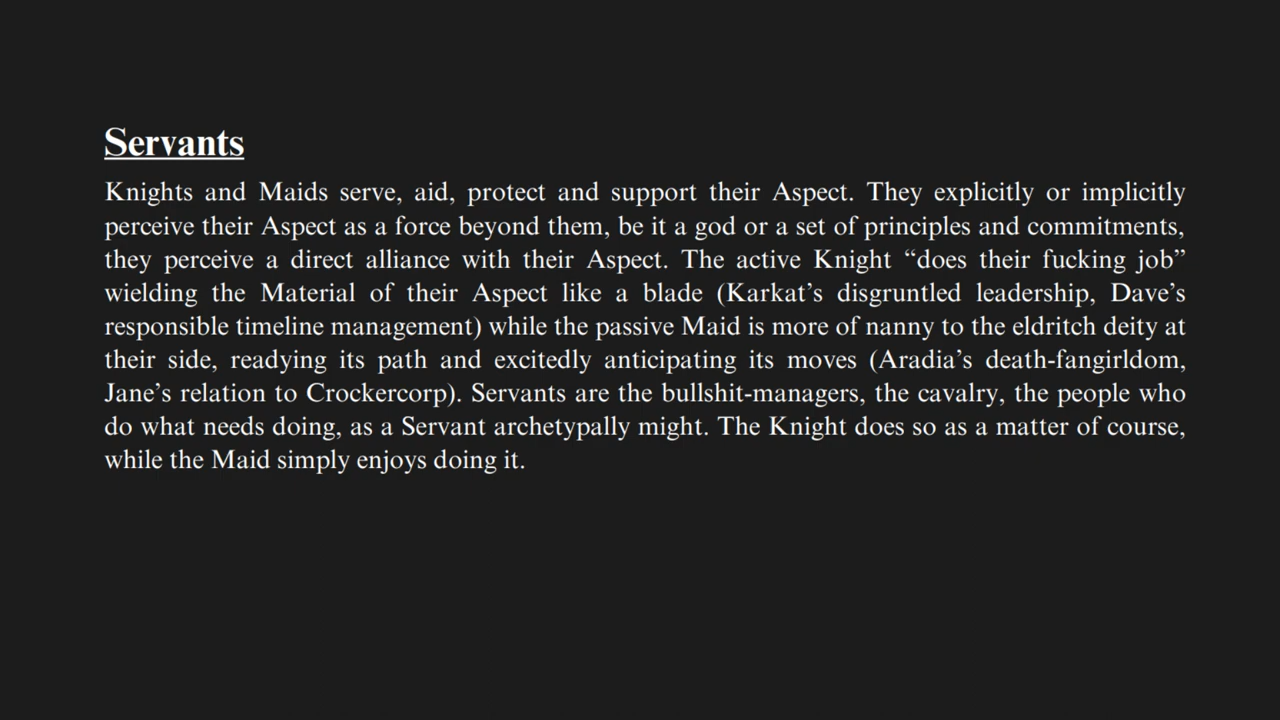 Servants
Knights and Maids serve, aid, protect and support their Aspect. They explicitly or implicitly
perceive their Aspect as a force beyond them, be it a god or a set of principles and commitments,
they perceive a direct alliance with their Aspect. The active Knight “does their fucking job”
wielding the Material of their Aspect like a blade (Karkat’s disgruntled leadership, Dave’s
responsible timeline management) while the passive Maid is more of nanny to the eldritch deity at
their side, readying its path and excitedly anticipating its moves (Aradia’s death-fangirldom,
Jane’s relation to Crockercorp). Servants are the bullshit-managers, the cavalry, the people who
do what needs doing, as a Servant archetypally might. The Knight does so as a matter of course,
while the Maid simply enjoys doing it.